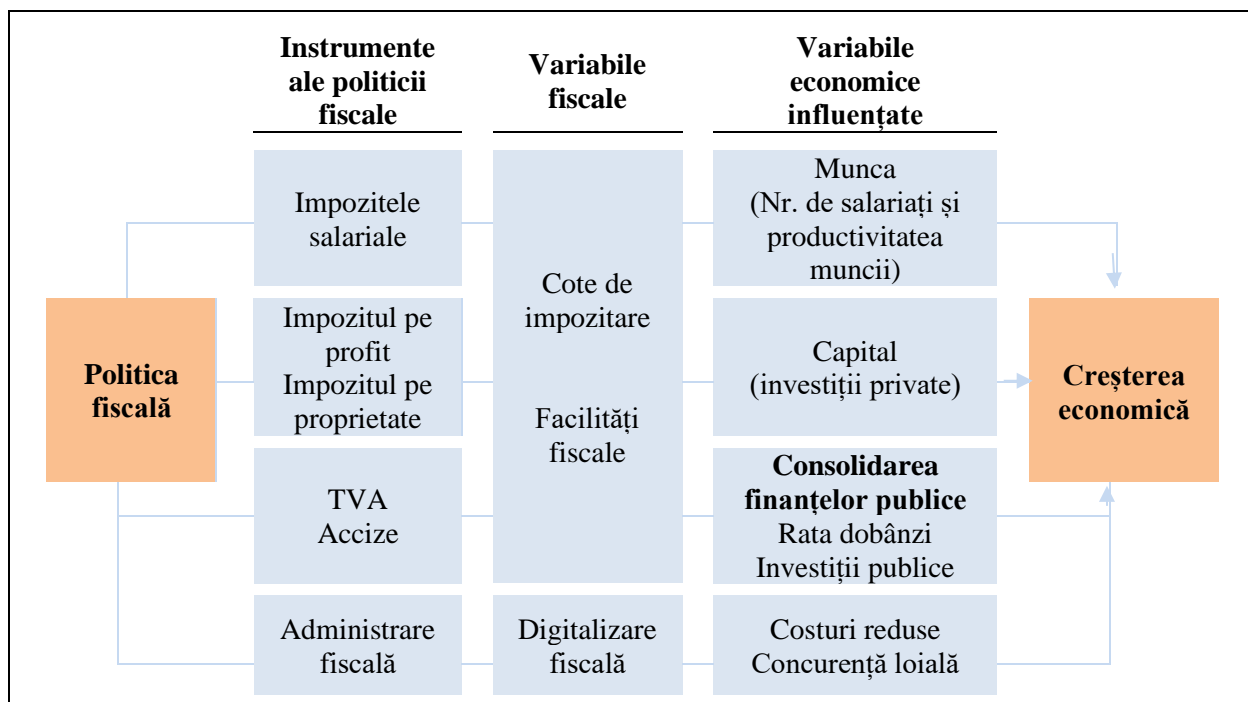 Instrumente
ale politicii
fiscale
Variabile
fiscale
Variabile
economice
influențate
Politica
fiscală
Impozitele
salariale
Impozitul pe
profit
Impozitul pe
proprietate
TVA
Accize
Administrare
fiscală
Cote de
impozitare
Facilități
fiscale
Digitalizare
fiscală
Munca
(Nr. de salariați și
productivitatea
muncii)
Capital
(investiții private)
Consolidarea
finanțelor publice
Rata dobânzi
Investiții publice
Costuri reduse
Concurență loială
Creșterea
economică